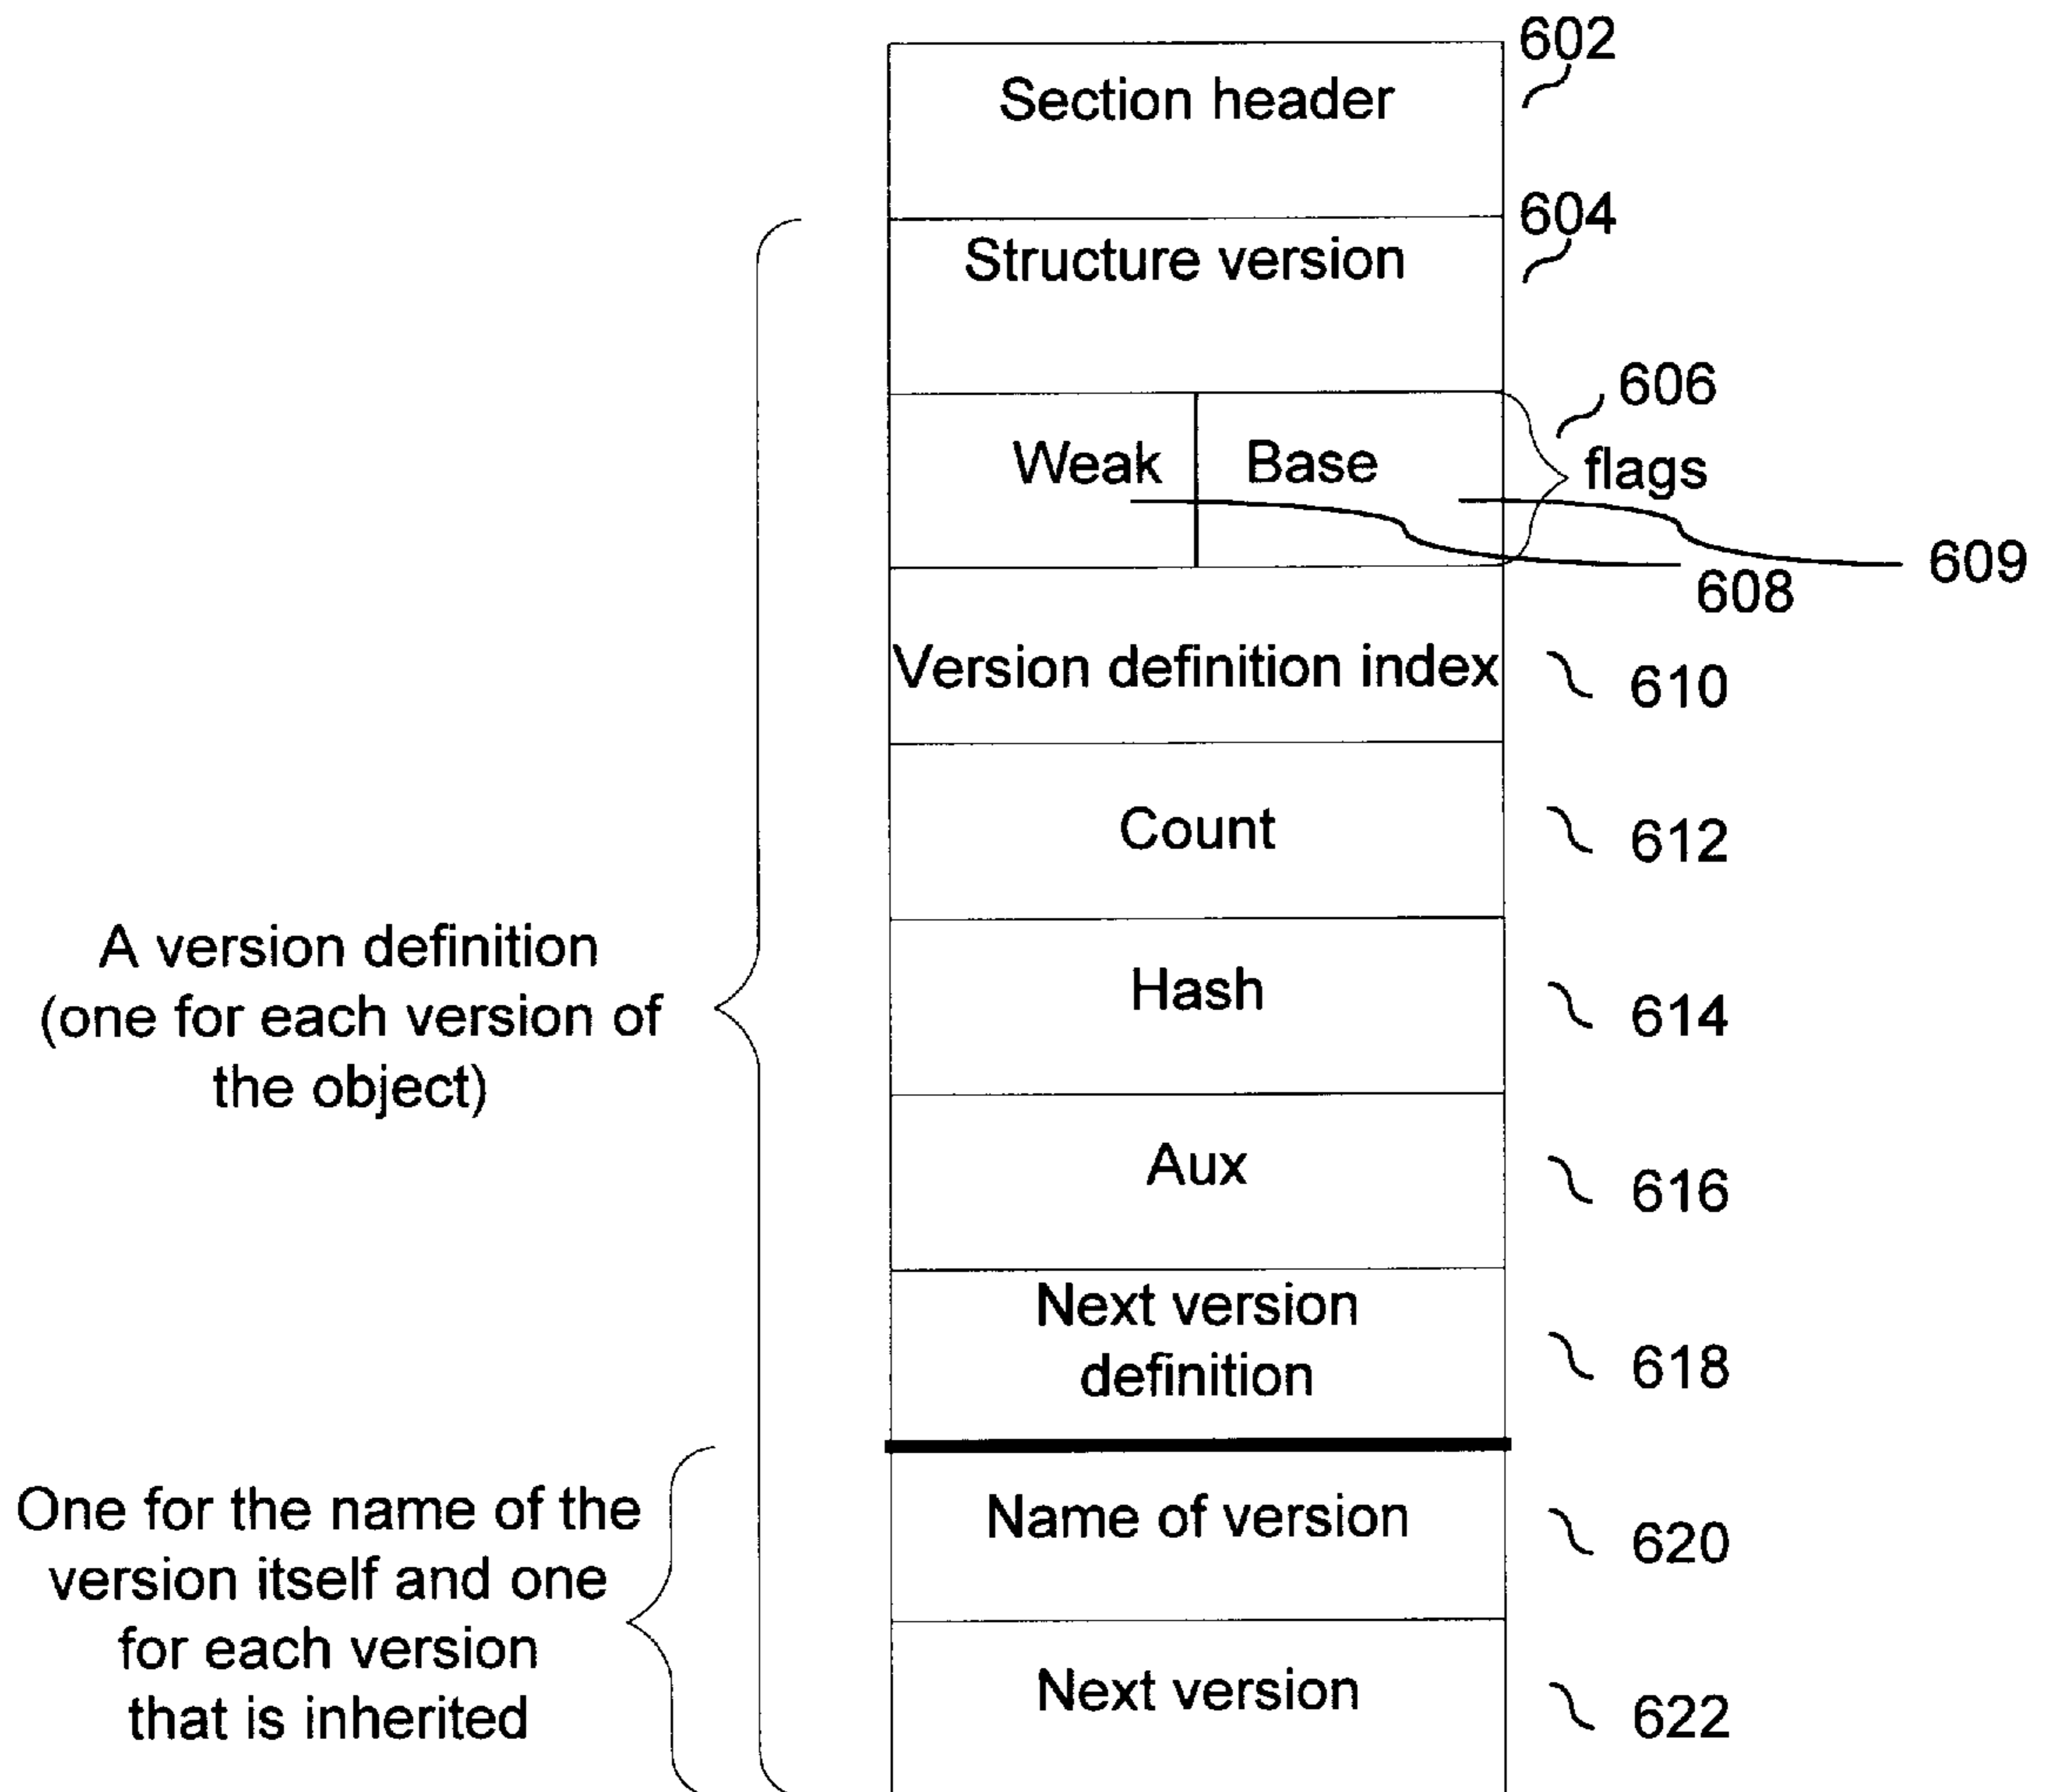 602
Section header
604
Structure version
606
Weak
Base
flags
609
608
Version definition index
610
Count
612
A version definition
(one for each version of
the object)
Hash
614
Aux
616
Next version
definition
618
One for the name of the
version itself and one
for each version
that is inherited
Name of version
620
Next version
622